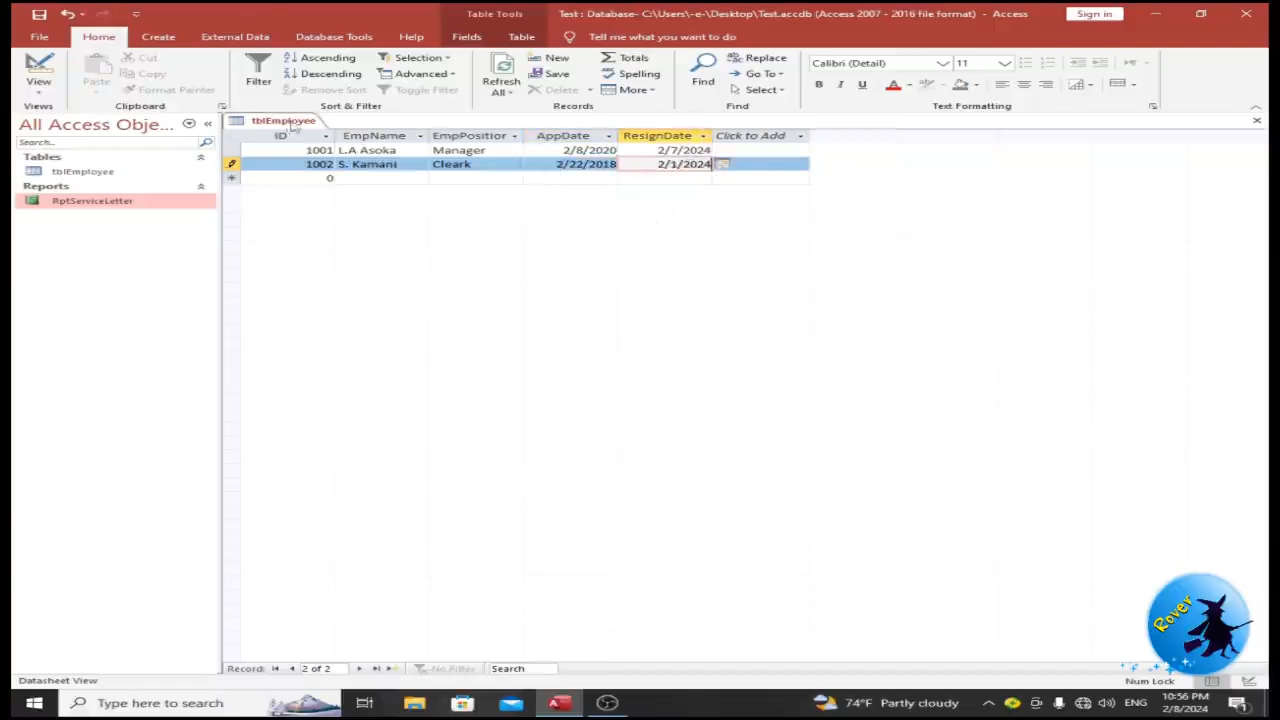 Table Tools
Test : Database- C:\Users\~e~\Desktop\Test.accdb (Access 2007 - 2016 file format) - Access
Sign in
File Home Create External Data Database Tools Help Fields Table Tell me what you want to do
View
Views
Paste
Cut
Copy
Format Painter
Clipboard
Filter
Ascending
Descending
Remove Sort
Selection
Advanced
Toggle Filter
Sort & Filter
Refresh
All
New
Save
Delete
Totals
Spelling
More
Records
Find
Replace
Go To
Select
Find
Calibri (Detail) 11
B I U A
Text Formatting
All Access Obje...
Search...
Tables
tblEmployee
Reports
RptServiceLetter
tblEmployee
ID EmpName EmpPosition AppDate ResignDate Click to Add
1001 L.A Asoka Manager 2/8/2020 2/7/2024
1002 S. Kamani Cleark 2/22/2018 2/1/2024
0
Rover
Record: 2 of 2 No Filter Search
Datasheet View
Num Lock
Type here to search
74°F Partly cloudy
ENG
10:56 PM
2/8/2024